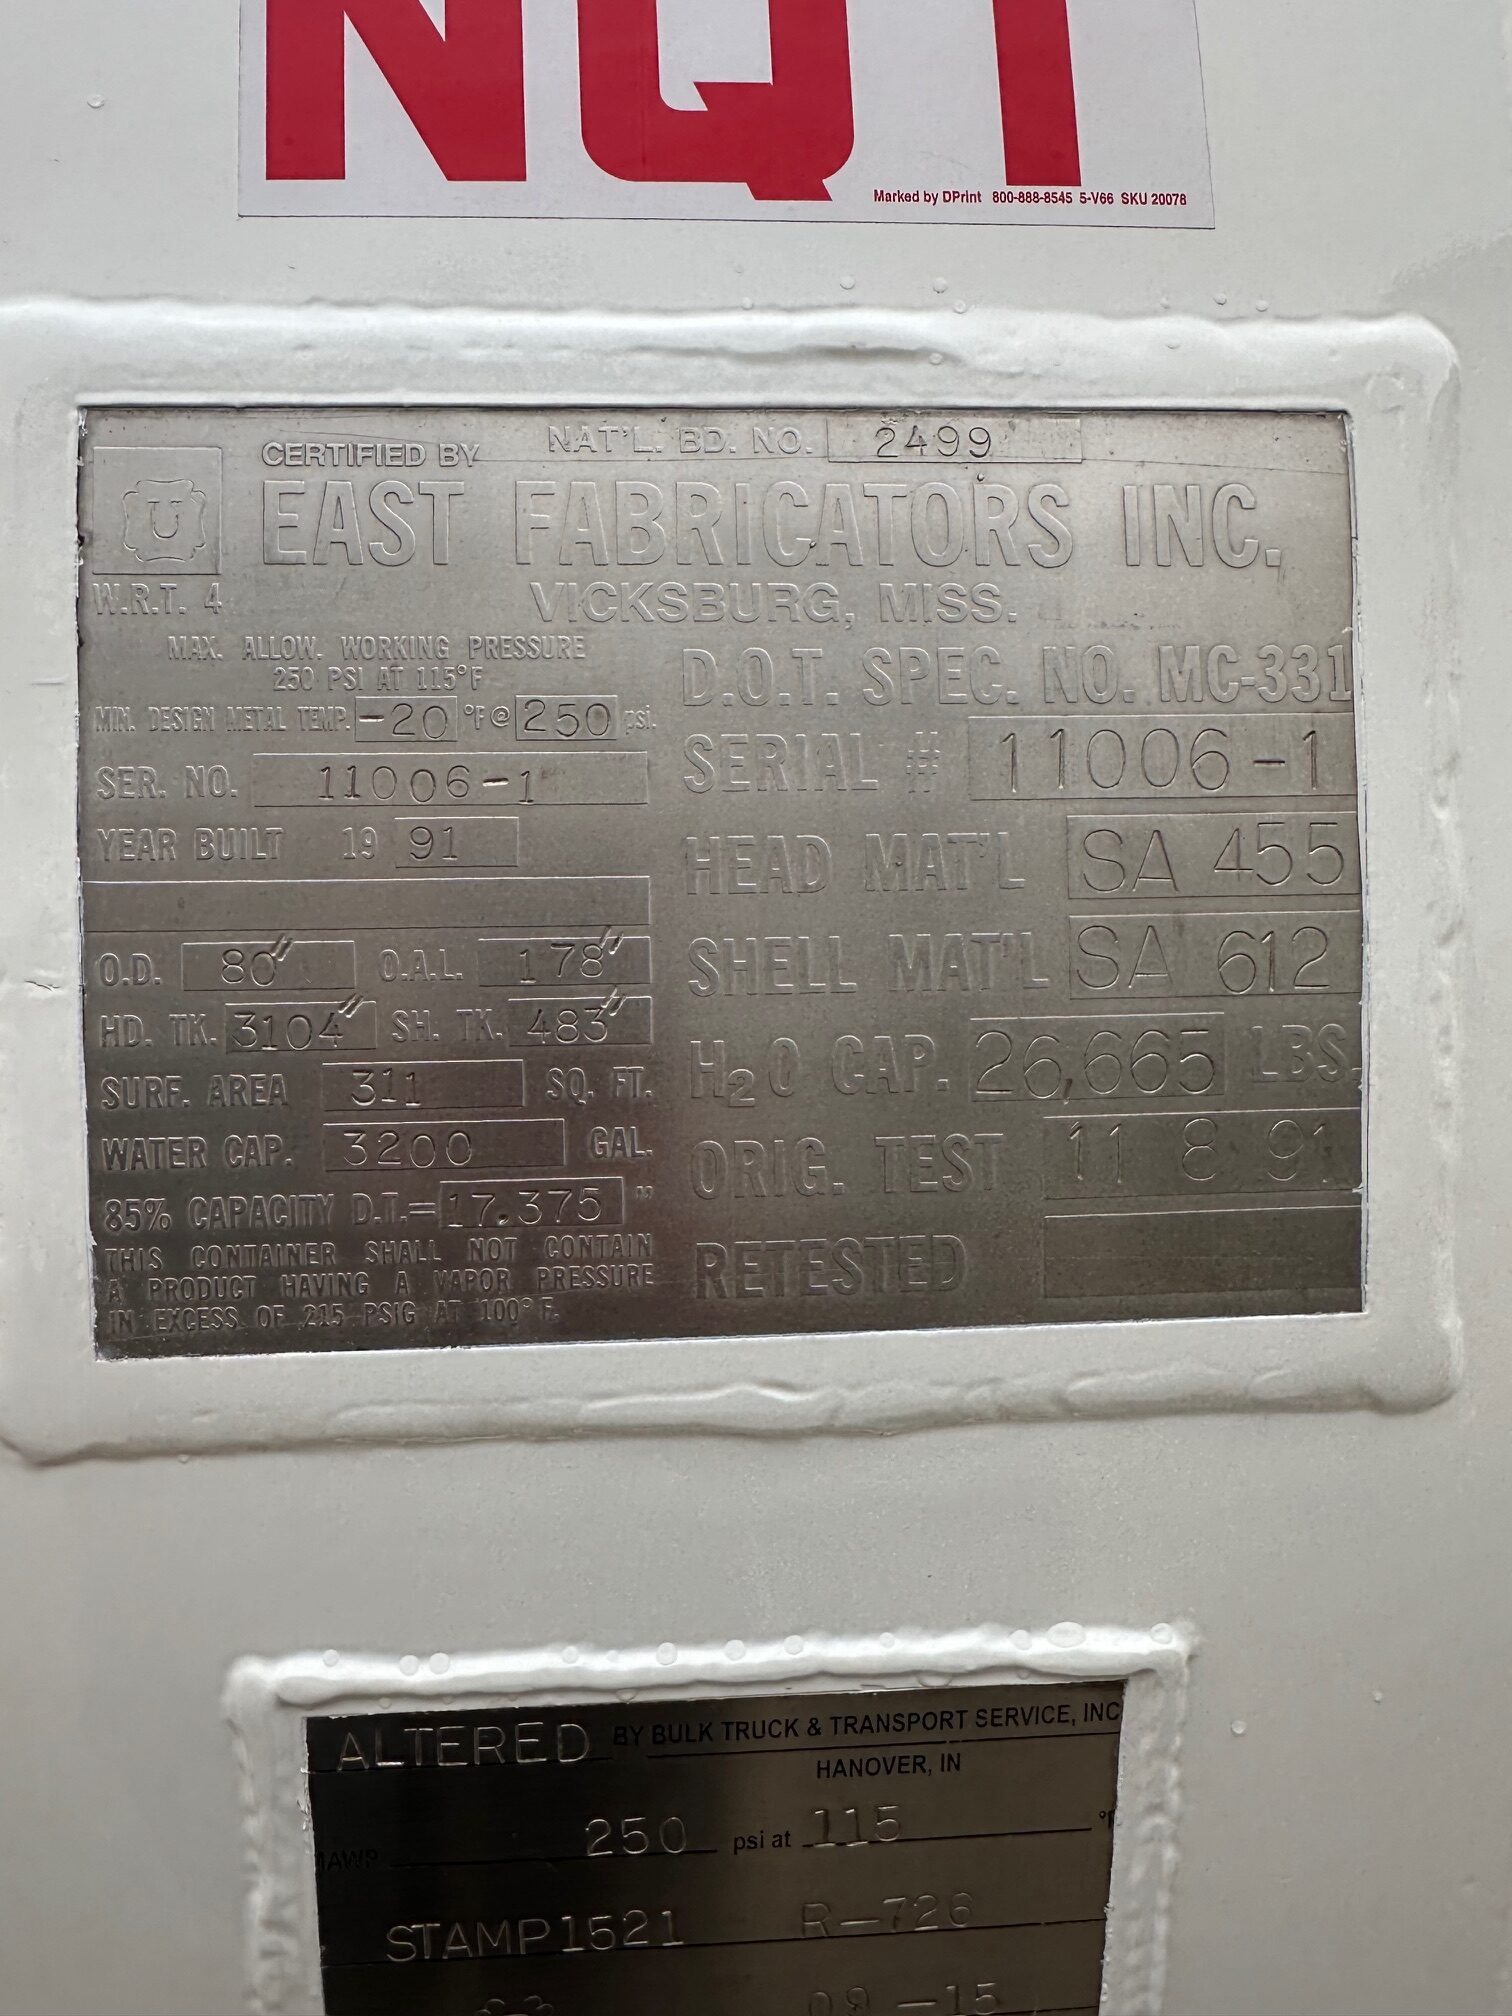 NQT
Marked by DPrint 800-888-8545 5-V66 SKU 20078
CERTIFIED BY NAT'L. BD. NO. 2499
U
EAST FABRICATORS INC.
W.R.T. 4
VICKSBURG, MISS.
MAX. ALLOW. WORKING PRESSURE
250 PSI AT 115°F
MIN. DESIGN METAL TEMP. -20 °F @ 250 psi.
SER. NO. 11006-1
YEAR BUILT 19 91
O.D. 80" O.A.L. 178"
HD. TK. 3104" SH. TK. 483"
SURF. AREA 311 SQ. FT.
WATER CAP. 3200 GAL.
85% CAPACITY D.T.= 17.375 "
THIS CONTAINER SHALL NOT CONTAIN
A PRODUCT HAVING A VAPOR PRESSURE
IN EXCESS OF 215 PSIG AT 100° F.
D.O.T. SPEC. NO. MC-331
SERIAL # 11006-1
HEAD MAT'L SA 455
SHELL MAT'L SA 612
H₂O CAP. 26,665 LBS.
ORIG. TEST 11 8 91
RETESTED
ALTERED BY BULK TRUCK & TRANSPORT SERVICE, INC
HANOVER, IN
250 psi at 115 °F
STAMP1521 R-726
09-15